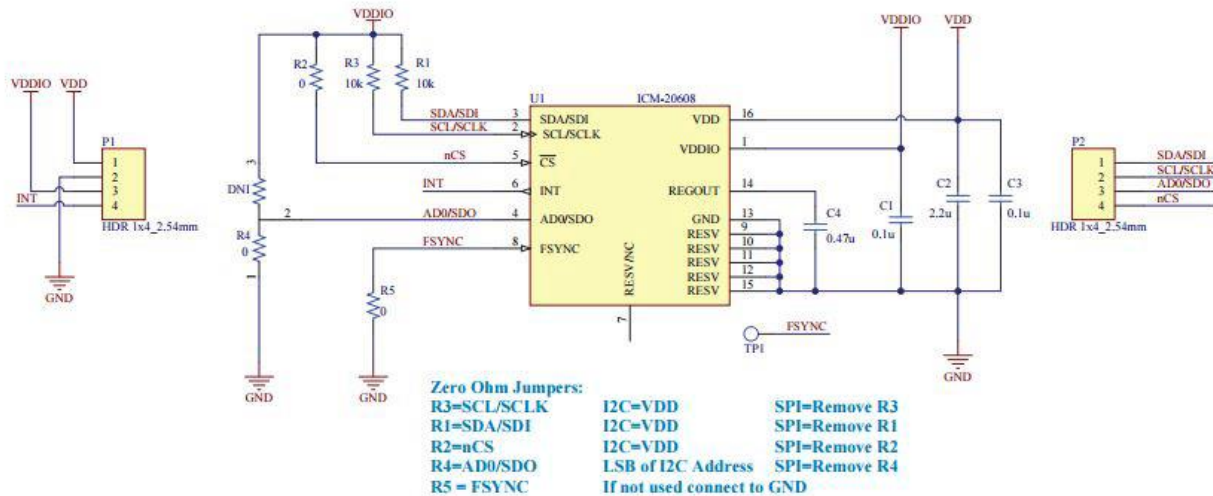 VDDIO
VDDIO
VDD
R2
0
R3
10k
R1
10k
U1
ICM-20608
VDDIO
VDD
P1
1
2
3
4
INT
HDR 1x4_2.54mm
GND
SDA/SDI
3
SDA/SDI
VDD
16
SCL/SCLK
2
SCL/SCLK
VDDIO
1
nCS
5
CS
INT
6
INT
REGOUT
14
3
DNI
2
AD0/SDO
4
AD0/SDO
GND
13
R4
0
1
FSYNC
8
FSYNC
RESV
9
RESV
10
RESV
11
RESV
12
RESV
15
RESV/NC
7
R5
0
GND
GND
C4
0.47u
C1
0.1u
C2
2.2u
C3
0.1u
P2
1
SDA/SDI
2
SCL/SCLK
3
AD0/SDO
4
nCS
HDR 1x4_2.54mm
TP1
FSYNC
GND
Zero Ohm Jumpers:
R3=SCL/SCLK I2C=VDD SPI=Remove R3
R1=SDA/SDI I2C=VDD SPI=Remove R1
R2=nCS I2C=VDD SPI=Remove R2
R4=AD0/SDO LSB of I2C Address SPI=Remove R4
R5 = FSYNC If not used connect to GND